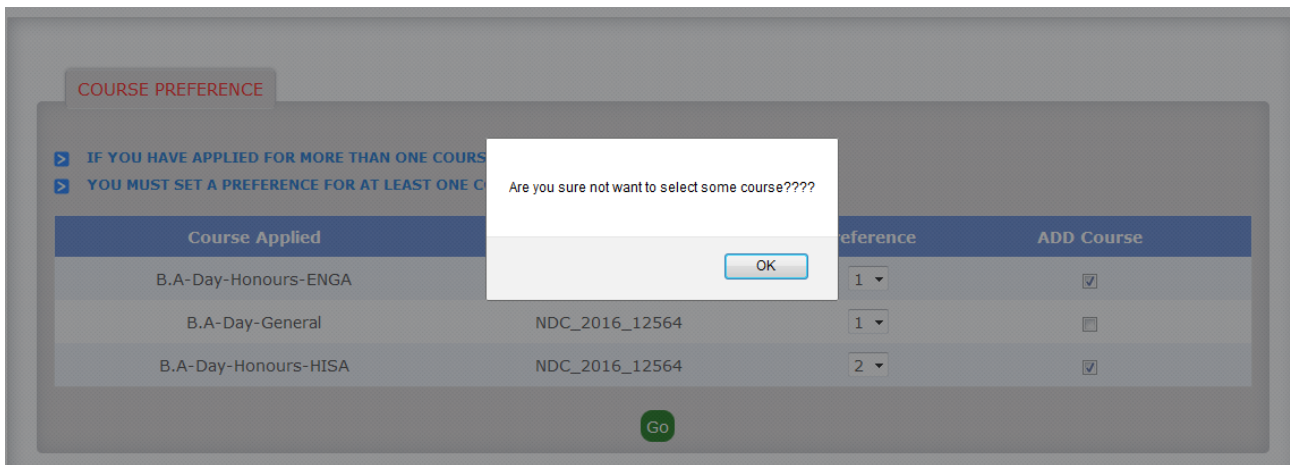 COURSE PREFERENCE
IF YOU HAVE APPLIED FOR MORE THAN ONE COURS
YOU MUST SET A PREFERENCE FOR AT LEAST ONE C
Are you sure not want to select some course????
OK
Course Applied eference ADD Course
B.A-Day-Honours-ENGA 1
B.A-Day-General NDC_2016_12564 1
B.A-Day-Honours-HISA NDC_2016_12564 2
Go